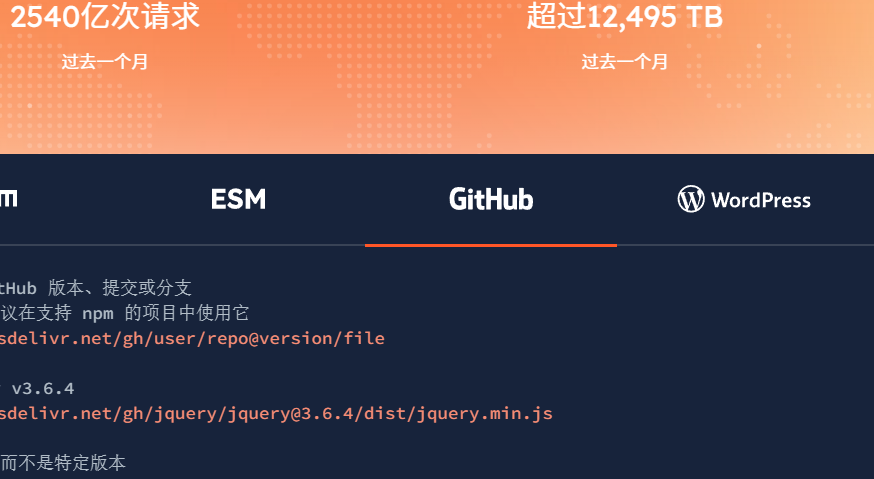 2540亿次请求
超过12,495 TB
过去一个月
过去一个月
m
ESM
GitHub
WordPress
tHub 版本、提交或分支
议在支持 npm 的项目中使用它
sdelivr.net/gh/user/repo@version/file
v3.6.4
sdelivr.net/gh/jquery/jquery@3.6.4/dist/jquery.min.js
而不是特定版本